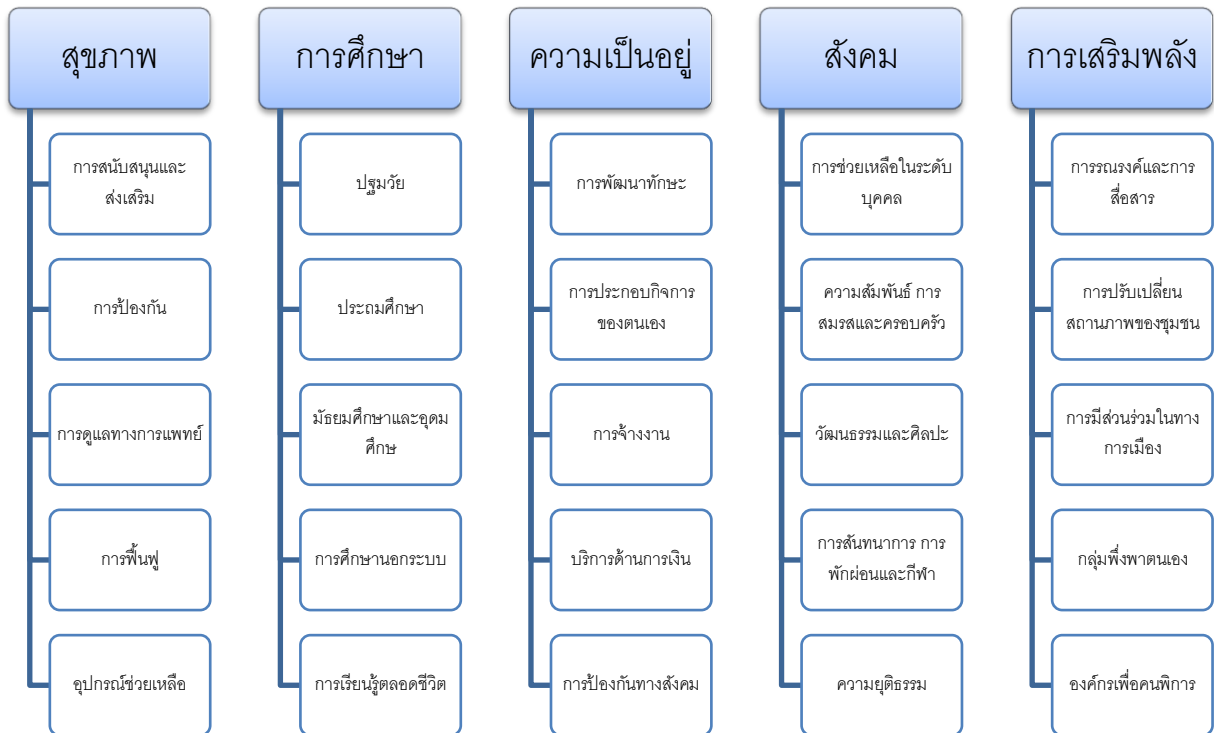 สุขภาพ
การสนับสนุนและ
ส่งเสริม
การป้องกัน
การดูแลทางการแพทย์
การฟื้นฟู
อุปกรณ์ช่วยเหลือ
การศึกษา
ปฐมวัย
ประถมศึกษา
มัธยมศึกษาและอุดม
ศึกษ
การศึกษานอกระบบ
การเรียนรู้ตลอดชีวิต
ความเป็นอยู่
การพัฒนาทักษะ
การประกอบกิจการ
ของตนเอง
การจ้างงาน
บริการด้านการเงิน
การป้องกันทางสังคม
สังคม
การช่วยเหลือในระดับ
บุคคล
ความสัมพันธ์ การ
สมรสและครอบครัว
วัฒนธรรมและศิลปะ
การสันทนาการ การ
พักผ่อนและกีฬา
ความยุติธรรม
การเสริมพลัง
การรณรงค์และการ
สื่อสาร
การปรับเปลี่ยน
สถานภาพของชุมชน
การมีส่วนร่วมในทาง
การเมือง
กลุ่มพึ่งพาตนเอง
องค์กรเพื่อคนพิการ